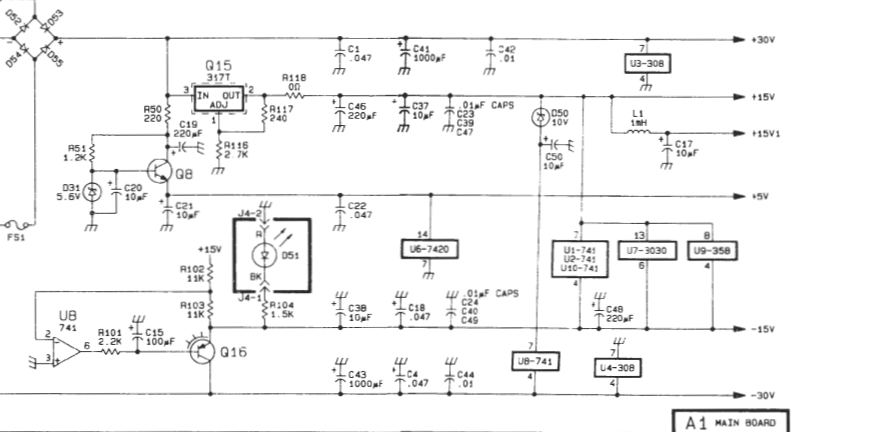 D52
D53
+
D54
D55
-
+30V
C1
.047
C41
1000µF
C42
.01
7
U3-308
4
Q15
317T
3 IN OUT 2
ADJ
1
R118
0Ω
+15V
R50
220
C19
220µF
R117
240
R116
2.7K
C46
220µF
C37
10µF
.01µF CAPS
C23
C39
C47
D50
10V
C50
10µF
L1
1mH
+15V1
C17
10µF
R51
1.2K
Q8
D31
5.6V
C20
10µF
C21
10µF
+5V
C22
.047
FS1
J4-2
R
D51
BK
J4-1
14
U6-7420
7
7
U1-741
U2-741
U10-741
4
13
U7-3030
6
8
U9-358
4
+15V
R102
11K
R103
11K
R104
1.5K
C38
10µF
C18
.047
.01µF CAPS
C24
C40
C49
C48
220µF
-15V
U8
741
2
3
6
R101
2.2K
C15
100µF
Q16
C43
1000µF
C4
.047
C44
.01
7
U8-741
4
7
U4-308
4
-30V
A1 MAIN BOARD